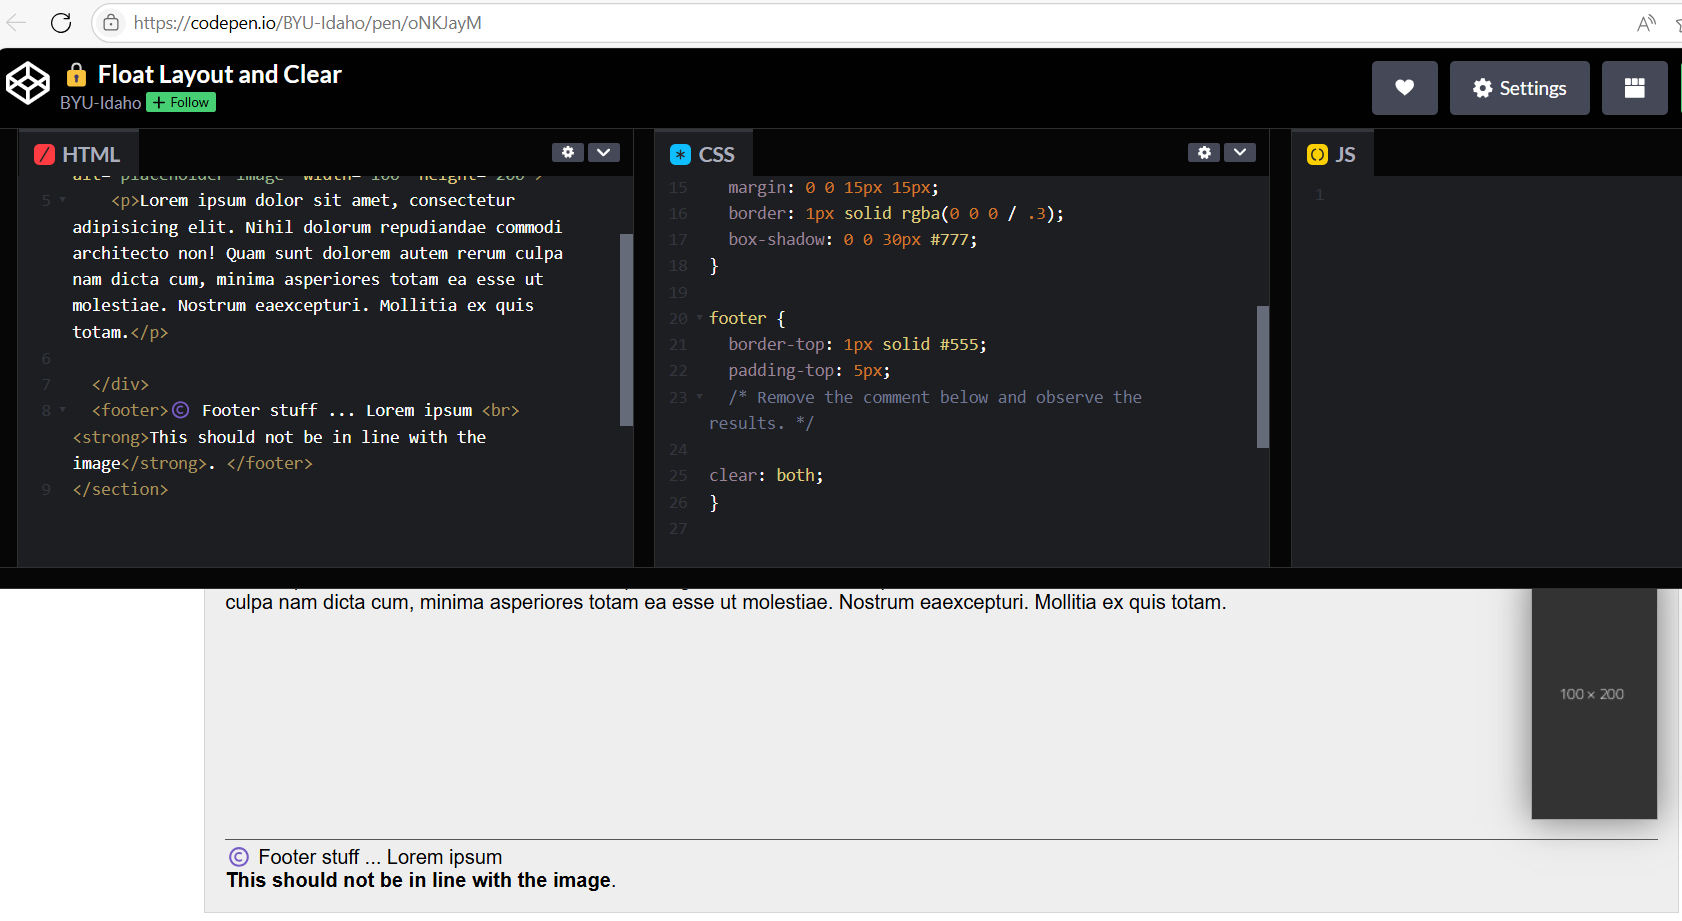 https://codepen.io/BYU-Idaho/pen/oNKJayM
Float Layout and Clear
BYU-Idaho + Follow
Settings
HTML
alt="placeholder image" width="100" height="200">
5 <p>Lorem ipsum dolor sit amet, consectetur
adipisicing elit. Nihil dolorum repudiandae commodi
architecto non! Quam sunt dolorem autem rerum culpa
nam dicta cum, minima asperiores totam ea esse ut
molestiae. Nostrum eaexcepturi. Mollitia ex quis
totam.</p>
6
7 </div>
8 <footer>© Footer stuff ... Lorem ipsum <br>
<strong>This should not be in line with the
image</strong>. </footer>
9 </section>
CSS
15 margin: 0 0 15px 15px;
16 border: 1px solid rgba(0 0 0 / .3);
17 box-shadow: 0 0 30px #777;
18 }
19
20 footer {
21 border-top: 1px solid #555;
22 padding-top: 5px;
23 /* Remove the comment below and observe the
results. */
24
25 clear: both;
26 }
27
JS
1
culpa nam dicta cum, minima asperiores totam ea esse ut molestiae. Nostrum eaexcepturi. Mollitia ex quis totam.
100 × 200
© Footer stuff ... Lorem ipsum
This should not be in line with the image.